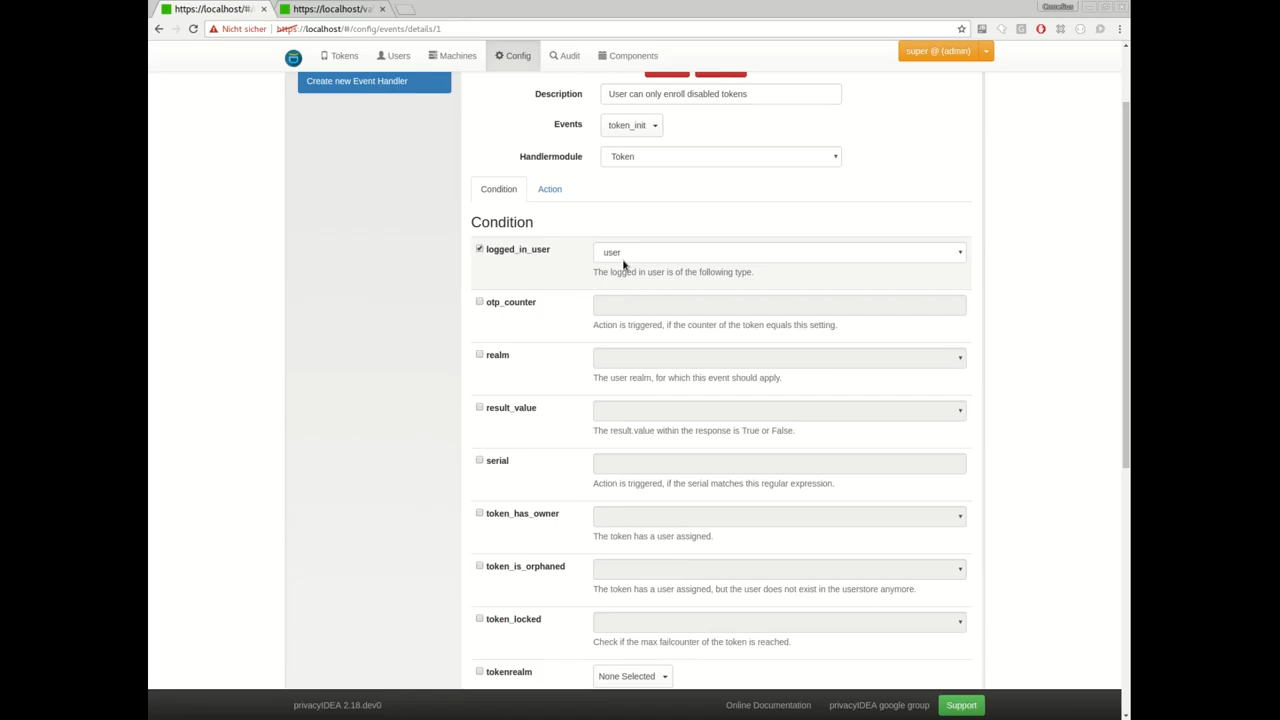 https://localhost/#/
https://localhost/va
Cornelius
Nicht sicher https://localhost/#/config/events/details/1
Tokens Users Machines Config Audit Components super @ (admin)
Create new Event Handler
Description User can only enroll disabled tokens
Events token_init
Handlermodule Token
Condition Action
Condition
logged_in_user user
The logged in user is of the following type.
otp_counter
Action is triggered, if the counter of the token equals this setting.
realm
The user realm, for which this event should apply.
result_value
The result.value within the response is True or False.
serial
Action is triggered, if the serial matches this regular expression.
token_has_owner
The token has a user assigned.
token_is_orphaned
The token has a user assigned, but the user does not exist in the userstore anymore.
token_locked
Check if the max failcounter of the token is reached.
tokenrealm None Selected
privacyIDEA 2.18.dev0 Online Documentation privacyIDEA google group Support